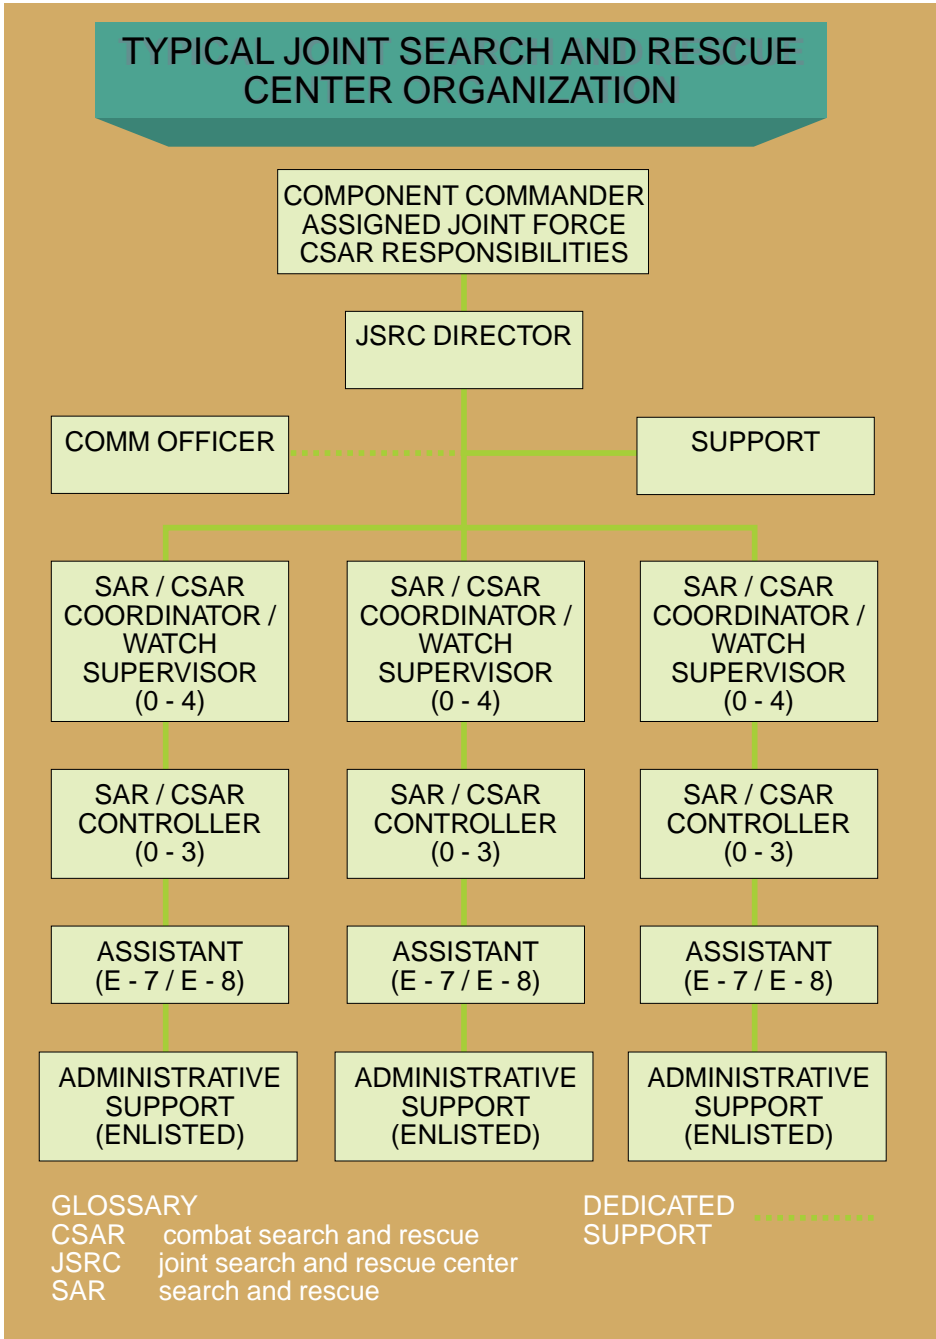 TYPICAL JOINT SEARCH AND RESCUE
CENTER ORGANIZATION
COMPONENT COMMANDER
ASSIGNED JOINT FORCE
CSAR RESPONSIBILITIES
JSRC DIRECTOR
COMM OFFICER
SUPPORT
SAR / CSAR
COORDINATOR /
WATCH
SUPERVISOR
(0 - 4)
SAR / CSAR
COORDINATOR /
WATCH
SUPERVISOR
(0 - 4)
SAR / CSAR
COORDINATOR /
WATCH
SUPERVISOR
(0 - 4)
SAR / CSAR
CONTROLLER
(0 - 3)
SAR / CSAR
CONTROLLER
(0 - 3)
SAR / CSAR
CONTROLLER
(0 - 3)
ASSISTANT
(E - 7 / E - 8)
ASSISTANT
(E - 7 / E - 8)
ASSISTANT
(E - 7 / E - 8)
ADMINISTRATIVE
SUPPORT
(ENLISTED)
ADMINISTRATIVE
SUPPORT
(ENLISTED)
ADMINISTRATIVE
SUPPORT
(ENLISTED)
GLOSSARY
CSAR combat search and rescue
JSRC joint search and rescue center
SAR search and rescue
DEDICATED
SUPPORT